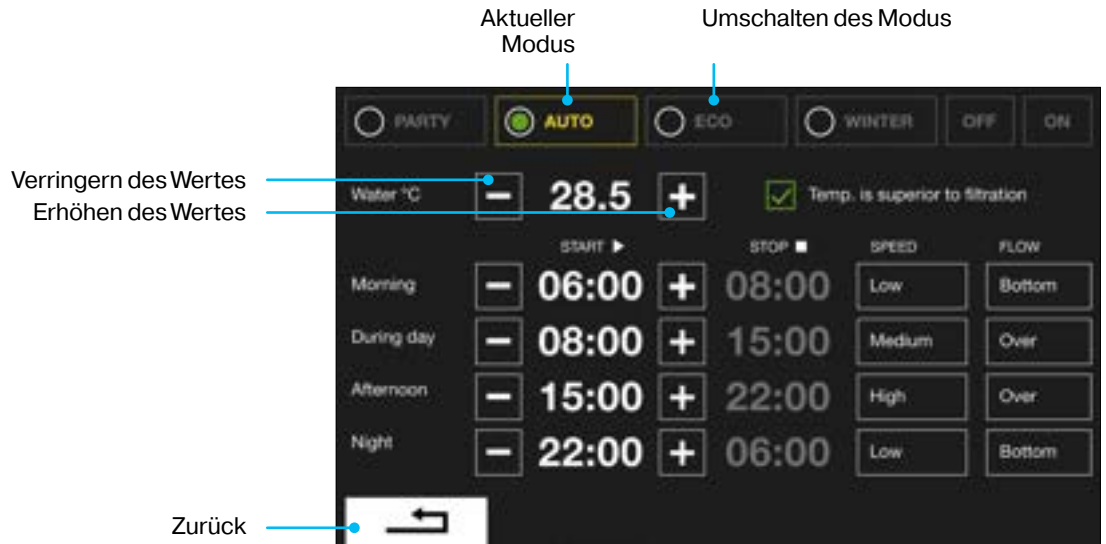 Aktueller
Modus
Umschalten des Modus
PARTY AUTO ECO WINTER OFF ON
Verringern des Wertes
Water °C 28.5 Temp. is superior to filtration
Erhöhen des Wertes
START STOP SPEED FLOW
Morning 06:00 08:00 Low Bottom
During day 08:00 15:00 Medium Over
Afternoon 15:00 22:00 High Over
Night 22:00 06:00 Low Bottom
Zurück